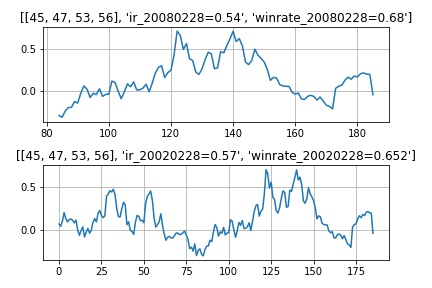 [[45, 47, 53, 56], 'ir_20080228=0.54', 'winrate_20080228=0.68']
0.5
0.0
80 100 120 140 160 180
[[45, 47, 53, 56], 'ir_20020228=0.57', 'winrate_20020228=0.652']
0.5
0.0
0 25 50 75 100 125 150 175